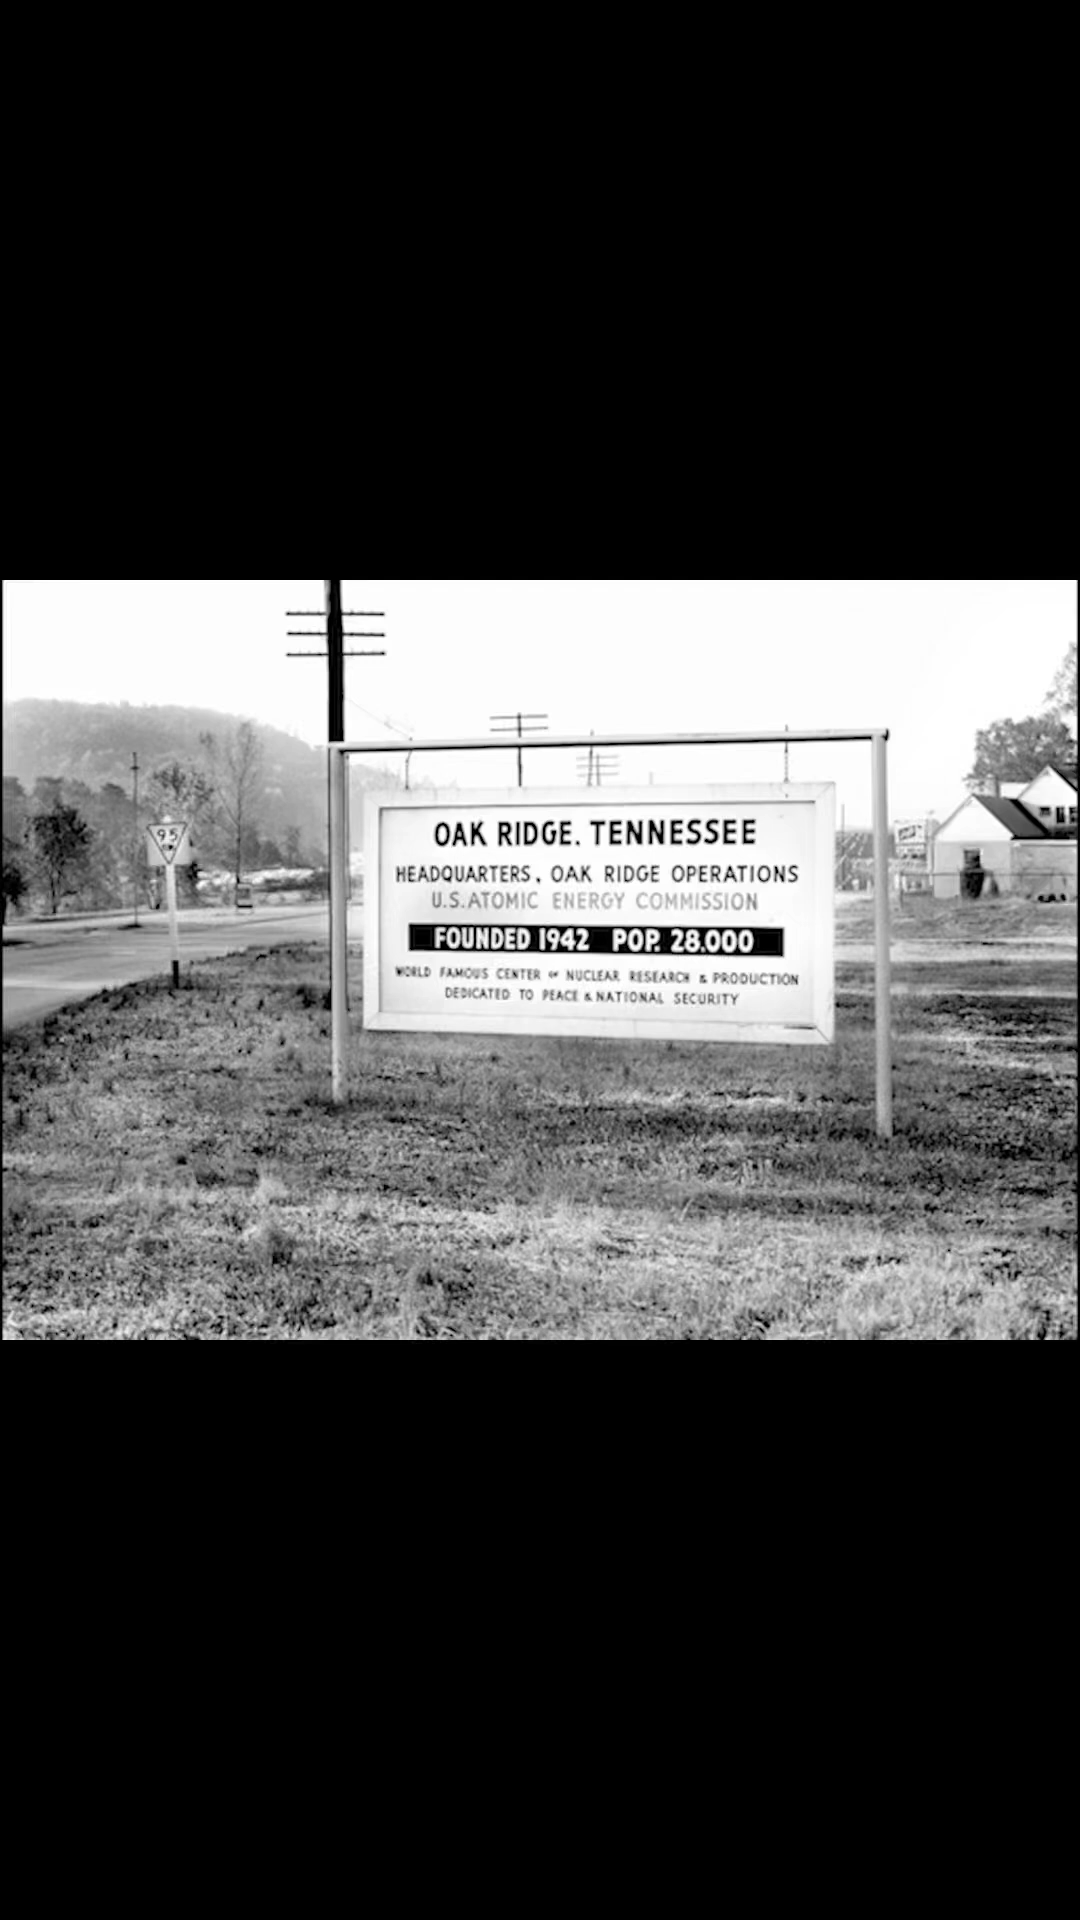 95
OAK RIDGE. TENNESSEE
HEADQUARTERS, OAK RIDGE OPERATIONS
U.S. ATOMIC ENERGY COMMISSION
FOUNDED 1942 POP. 28,000
WORLD FAMOUS CENTER OF NUCLEAR RESEARCH & PRODUCTION
DEDICATED TO PEACE & NATIONAL SECURITY